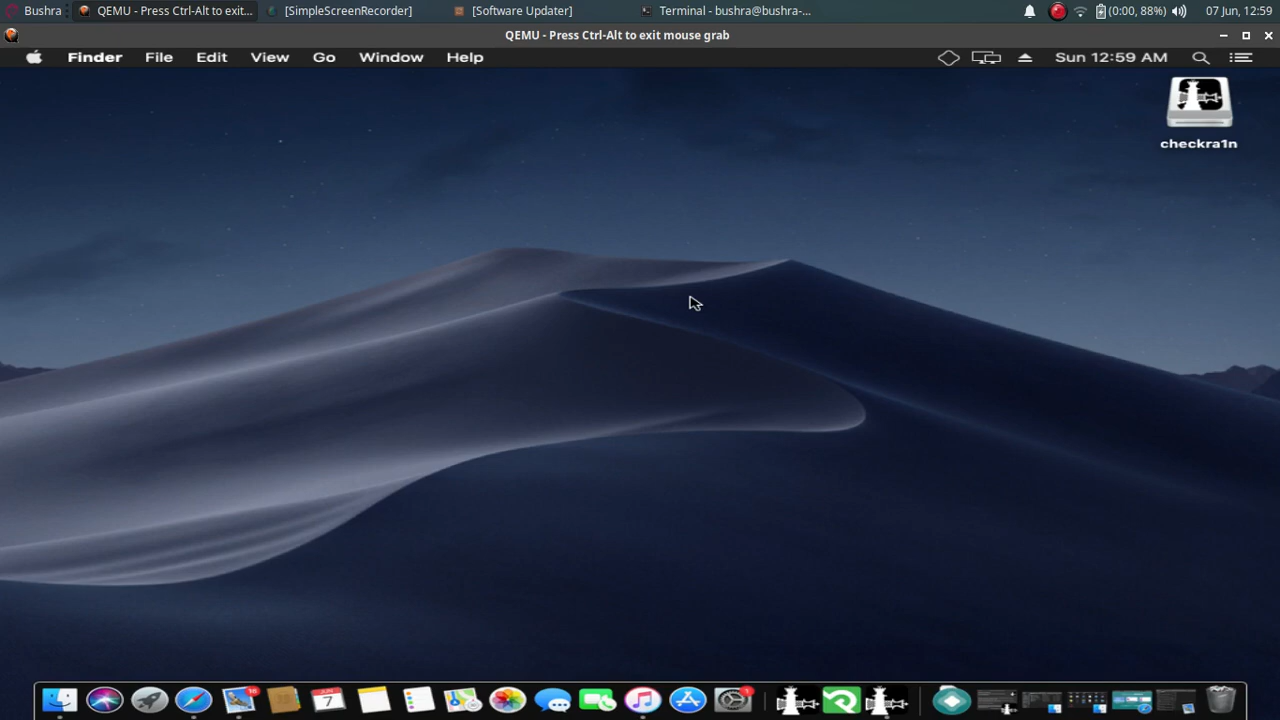 Bushra
QEMU - Press Ctrl-Alt to exit...
[SimpleScreenRecorder]
[Software Updater]
Terminal - bushra@bushra-...
(0:00, 88%)
07 Jun, 12:59
QEMU - Press Ctrl-Alt to exit mouse grab
Finder File Edit View Go Window Help
Sun 12:59 AM
checkra1n
JUN
7